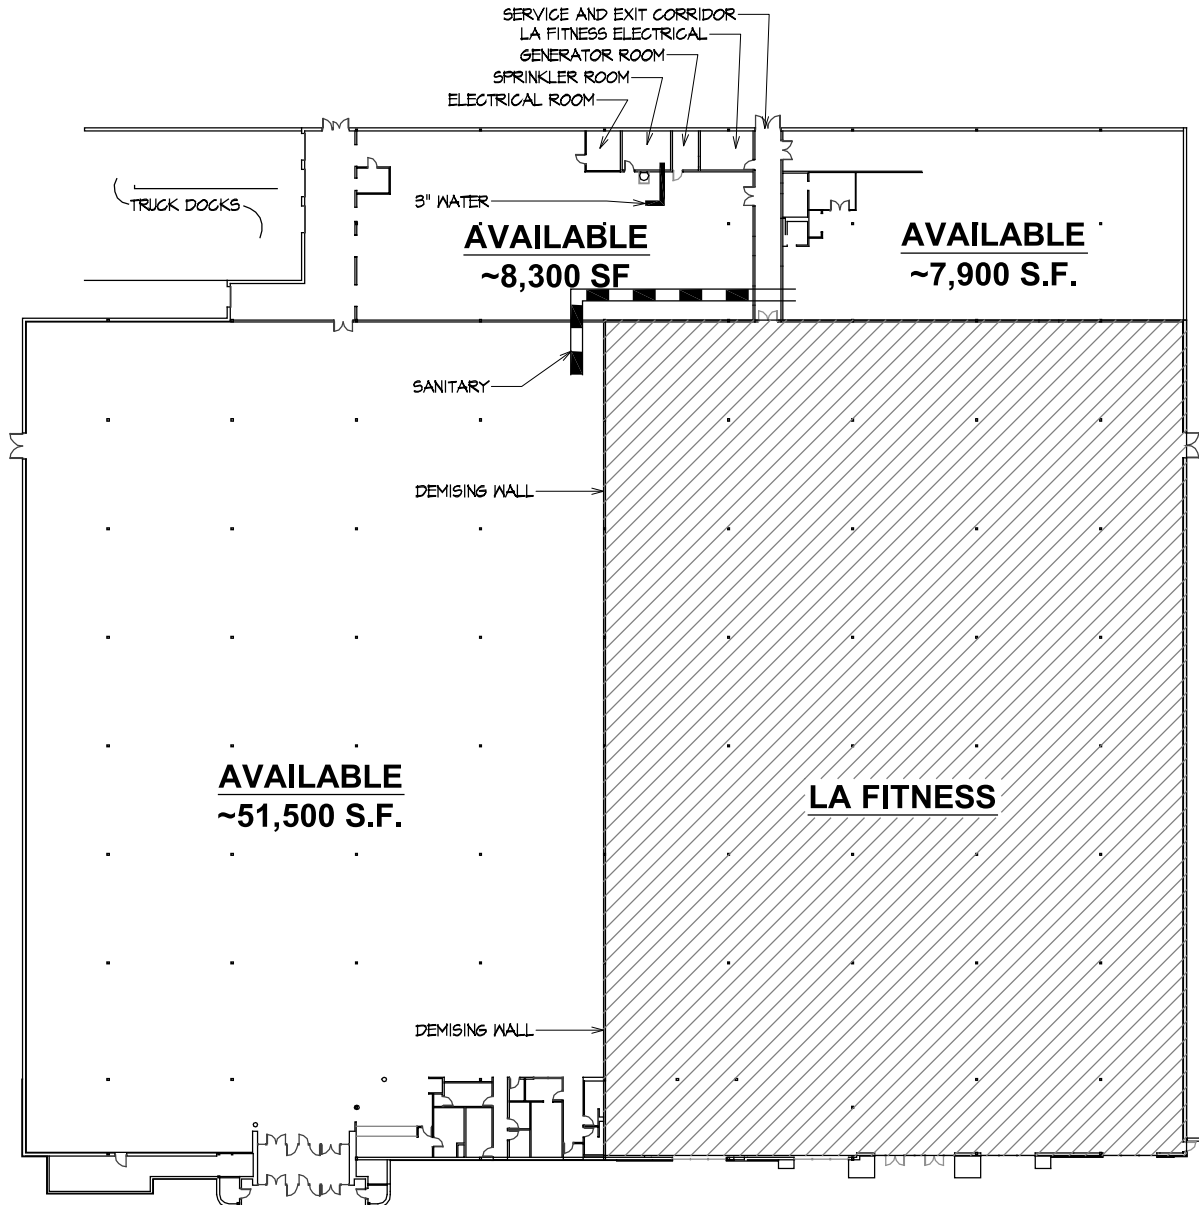 SERVICE AND EXIT CORRIDOR
LA FITNESS ELECTRICAL
GENERATOR ROOM
SPRINKLER ROOM
ELECTRICAL ROOM
TRUCK DOCKS
3" WATER
AVAILABLE
~8,300 SF
AVAILABLE
~7,900 S.F.
SANITARY
DEMISING WALL
AVAILABLE
~51,500 S.F.
LA FITNESS
DEMISING WALL